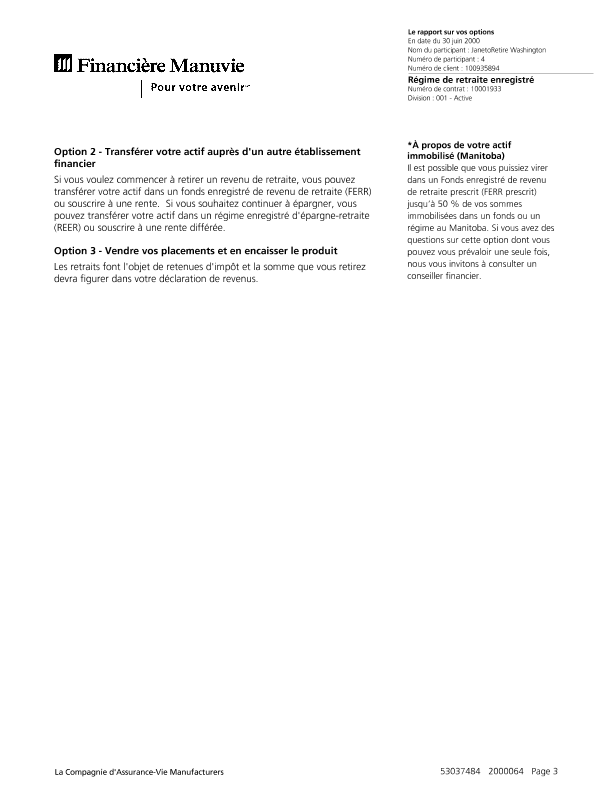 Le rapport sur vos options
En date du 30 juin 2000
Nom du participant : JanetoRetire Washington
Numéro de participant : 4
Numéro de client : 100935894
Régime de retraite enregistré
Numéro de contrat : 10001933
Division : 001 - Active
Financière Manuvie
Pour votre avenir
Option 2 - Transférer votre actif auprès d'un autre établissement
financier
Si vous voulez commencer à retirer un revenu de retraite, vous pouvez
transférer votre actif dans un fonds enregistré de revenu de retraite (FERR)
ou souscrire à une rente.  Si vous souhaitez continuer à épargner, vous
pouvez transférer votre actif dans un régime enregistré d'épargne-retraite
(REER) ou souscrire à une rente différée.
Option 3 - Vendre vos placements et en encaisser le produit
Les retraits font l'objet de retenues d'impôt et la somme que vous retirez
devra figurer dans votre déclaration de revenus.
*À propos de votre actif
immobilisé (Manitoba)
Il est possible que vous puissiez virer
dans un Fonds enregistré de revenu
de retraite prescrit (FERR prescrit)
jusqu'à 50 % de vos sommes
immobilisées dans un fonds ou un
régime au Manitoba. Si vous avez des
questions sur cette option dont vous
pouvez vous prévaloir une seule fois,
nous vous invitons à consulter un
conseiller financier.
La Compagnie d'Assurance-Vie Manufacturers
53037484   2000064   Page 3